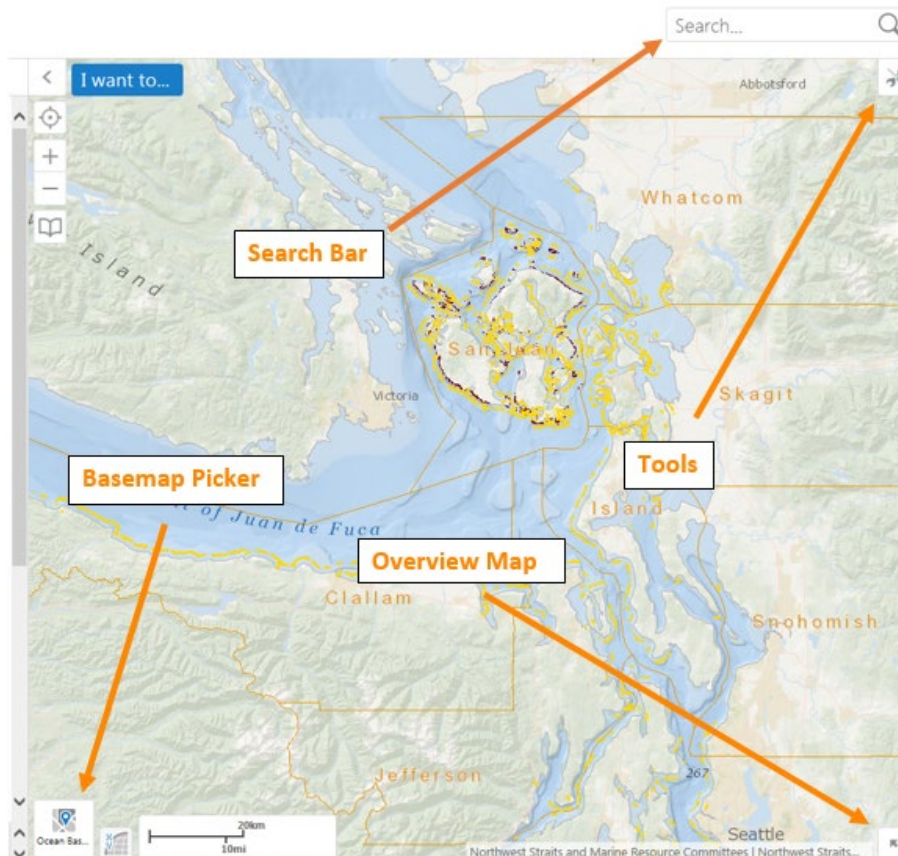 Search...
I want to...
Abbotsford
Whatcom
Island
Search Bar
San Juan
Victoria
Skagit
Basemap Picker
Tools
of Juan de Fuca
Island
Overview Map
Clallam
Snohomish
Jefferson
267
20km
10mi
Ocean Bas...
Seattle
Northwest Straits and Marine Resource Committees | Northwest Straits...